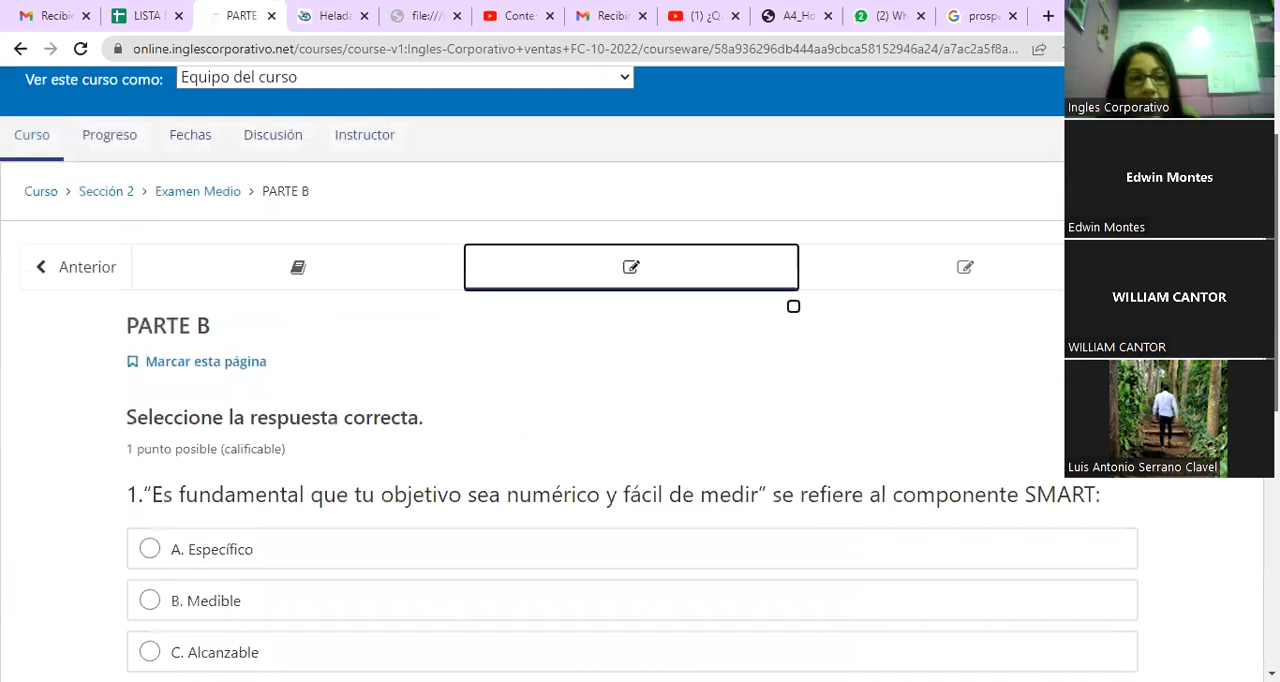 Recibic
LISTA
PARTE
Helad
file:///
Conte
Recibic
(1) ¿Q
A4_Ho
(2) Wh
prosp
online.inglescorporativo.net/courses/course-v1:Ingles-Corporativo+ventas+FC-10-2022/courseware/58a936296db444aa9cbca58152946a24/a7ac2a5f8a...
Ver este curso como: Equipo del curso
Curso Progreso Fechas Discusión Instructor
Curso > Sección 2 > Examen Medio > PARTE B
Anterior
PARTE B
Marcar esta página
Seleccione la respuesta correcta.
1 punto posible (calificable)
1.“Es fundamental que tu objetivo sea numérico y fácil de medir” se refiere al componente SMART:
A. Específico
B. Medible
C. Alcanzable
Ingles Corporativo
Edwin Montes
Edwin Montes
WILLIAM CANTOR
WILLIAM CANTOR
Luis Antonio Serrano Clavel